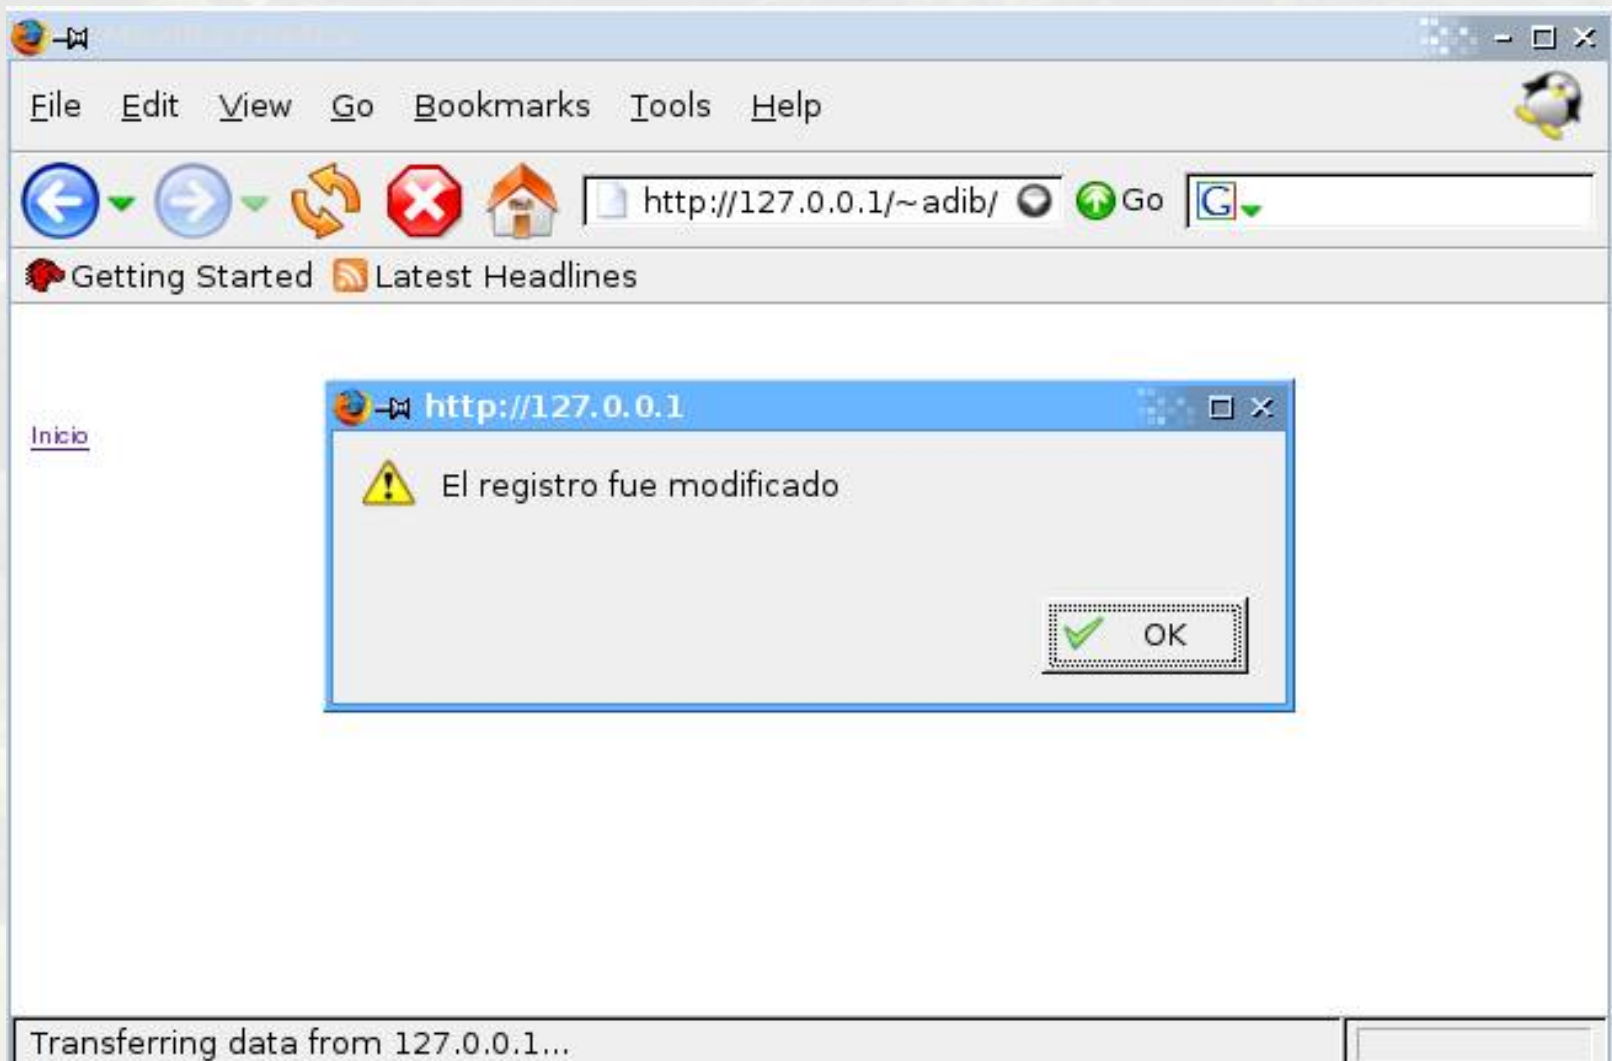 File Edit View Go Bookmarks Tools Help
http://127.0.0.1/~adib/ Go G
Getting Started Latest Headlines
Inicio
http://127.0.0.1
El registro fue modificado
OK
Transferring data from 127.0.0.1...